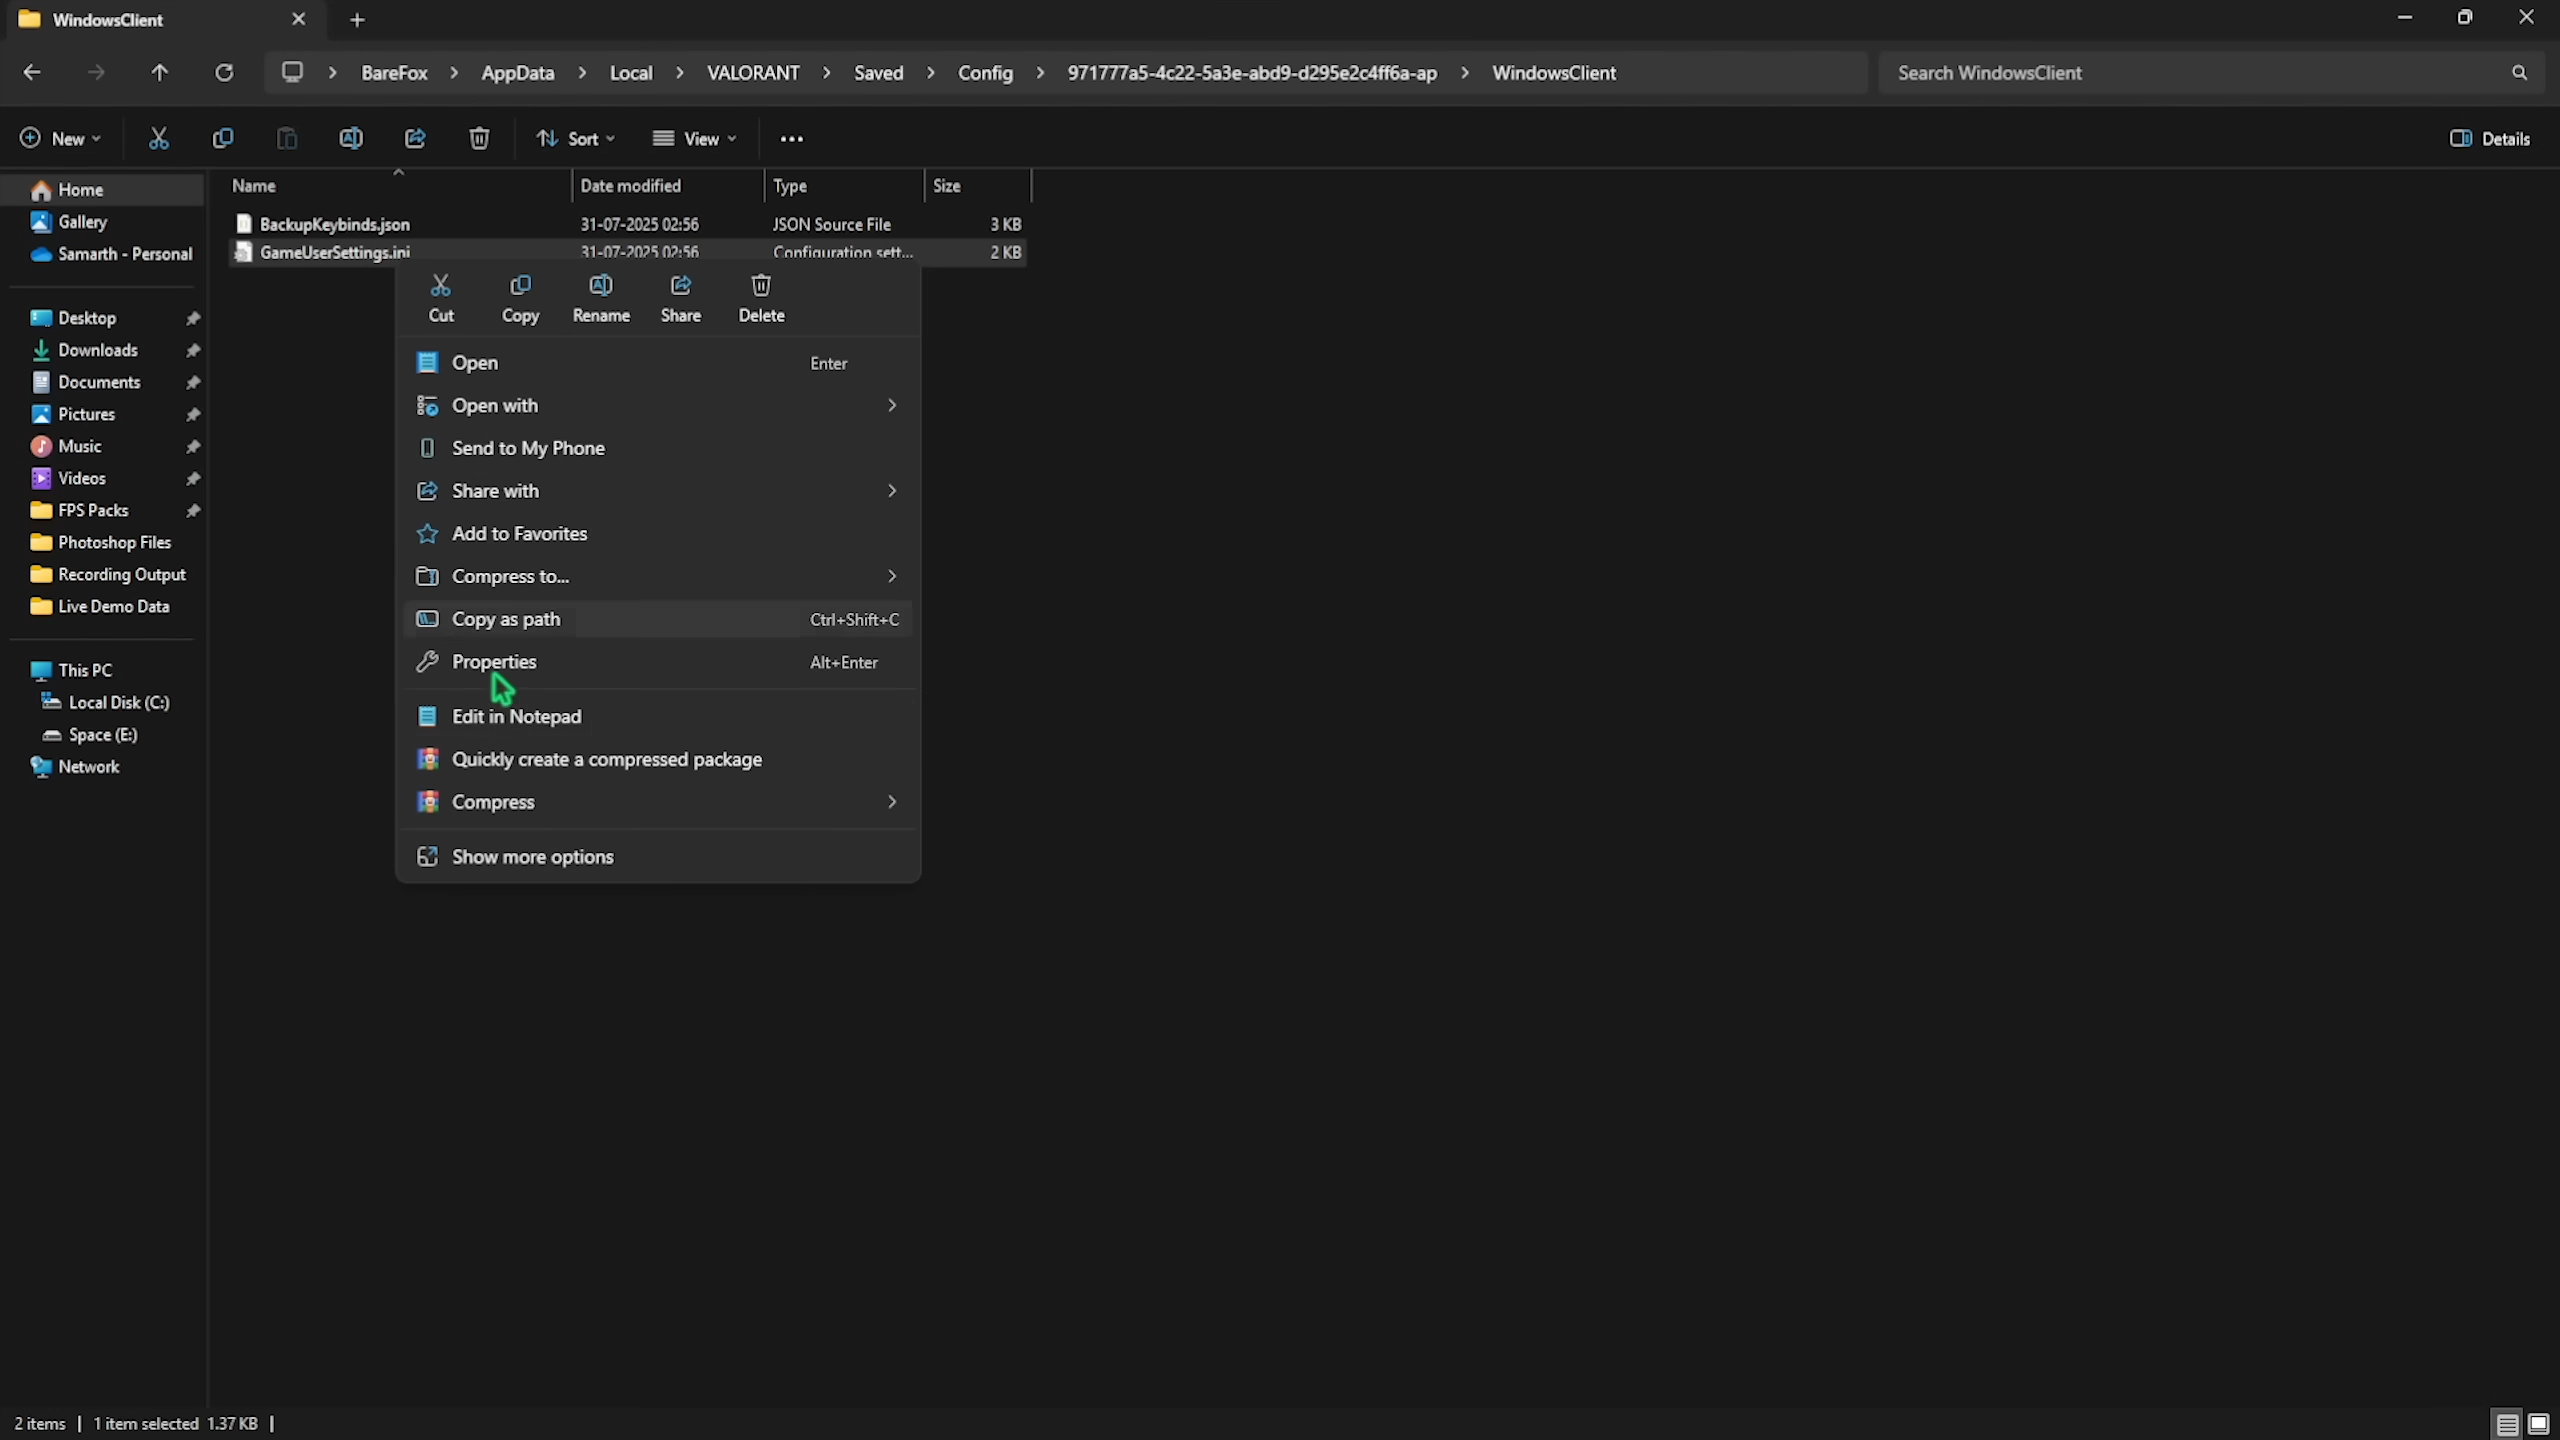 WindowsClient
BareFox > AppData > Local > VALORANT > Saved > Config > 971777a5-4c22-5a3e-abd9-d295e2c4ff6a-ap > WindowsClient
Search WindowsClient
New
Sort
View
Details
Name
Date modified
Type
Size
BackupKeybinds.json 31-07-2025 02:56 JSON Source File 3 KB
GameUserSettings.ini 31-07-2025 02:56 Configuration sett... 2 KB
Home
Gallery
Samarth - Personal
Desktop
Downloads
Documents
Pictures
Music
Videos
FPS Packs
Photoshop Files
Recording Output
Live Demo Data
This PC
Local Disk (C:)
Space (E:)
Network
Cut
Copy
Rename
Share
Delete
Open Enter
Open with
Send to My Phone
Share with
Add to Favorites
Compress to...
Copy as path Ctrl+Shift+C
Properties Alt+Enter
Edit in Notepad
Quickly create a compressed package
Compress
Show more options
2 items | 1 item selected 1.37 KB |